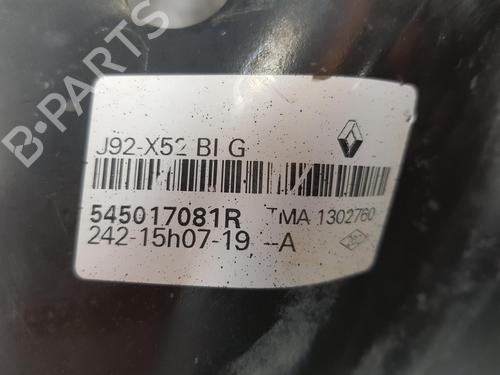 J92-X52 BI G
545017081R TMA 1302760
242-15h07-19 --A
B-PARTS